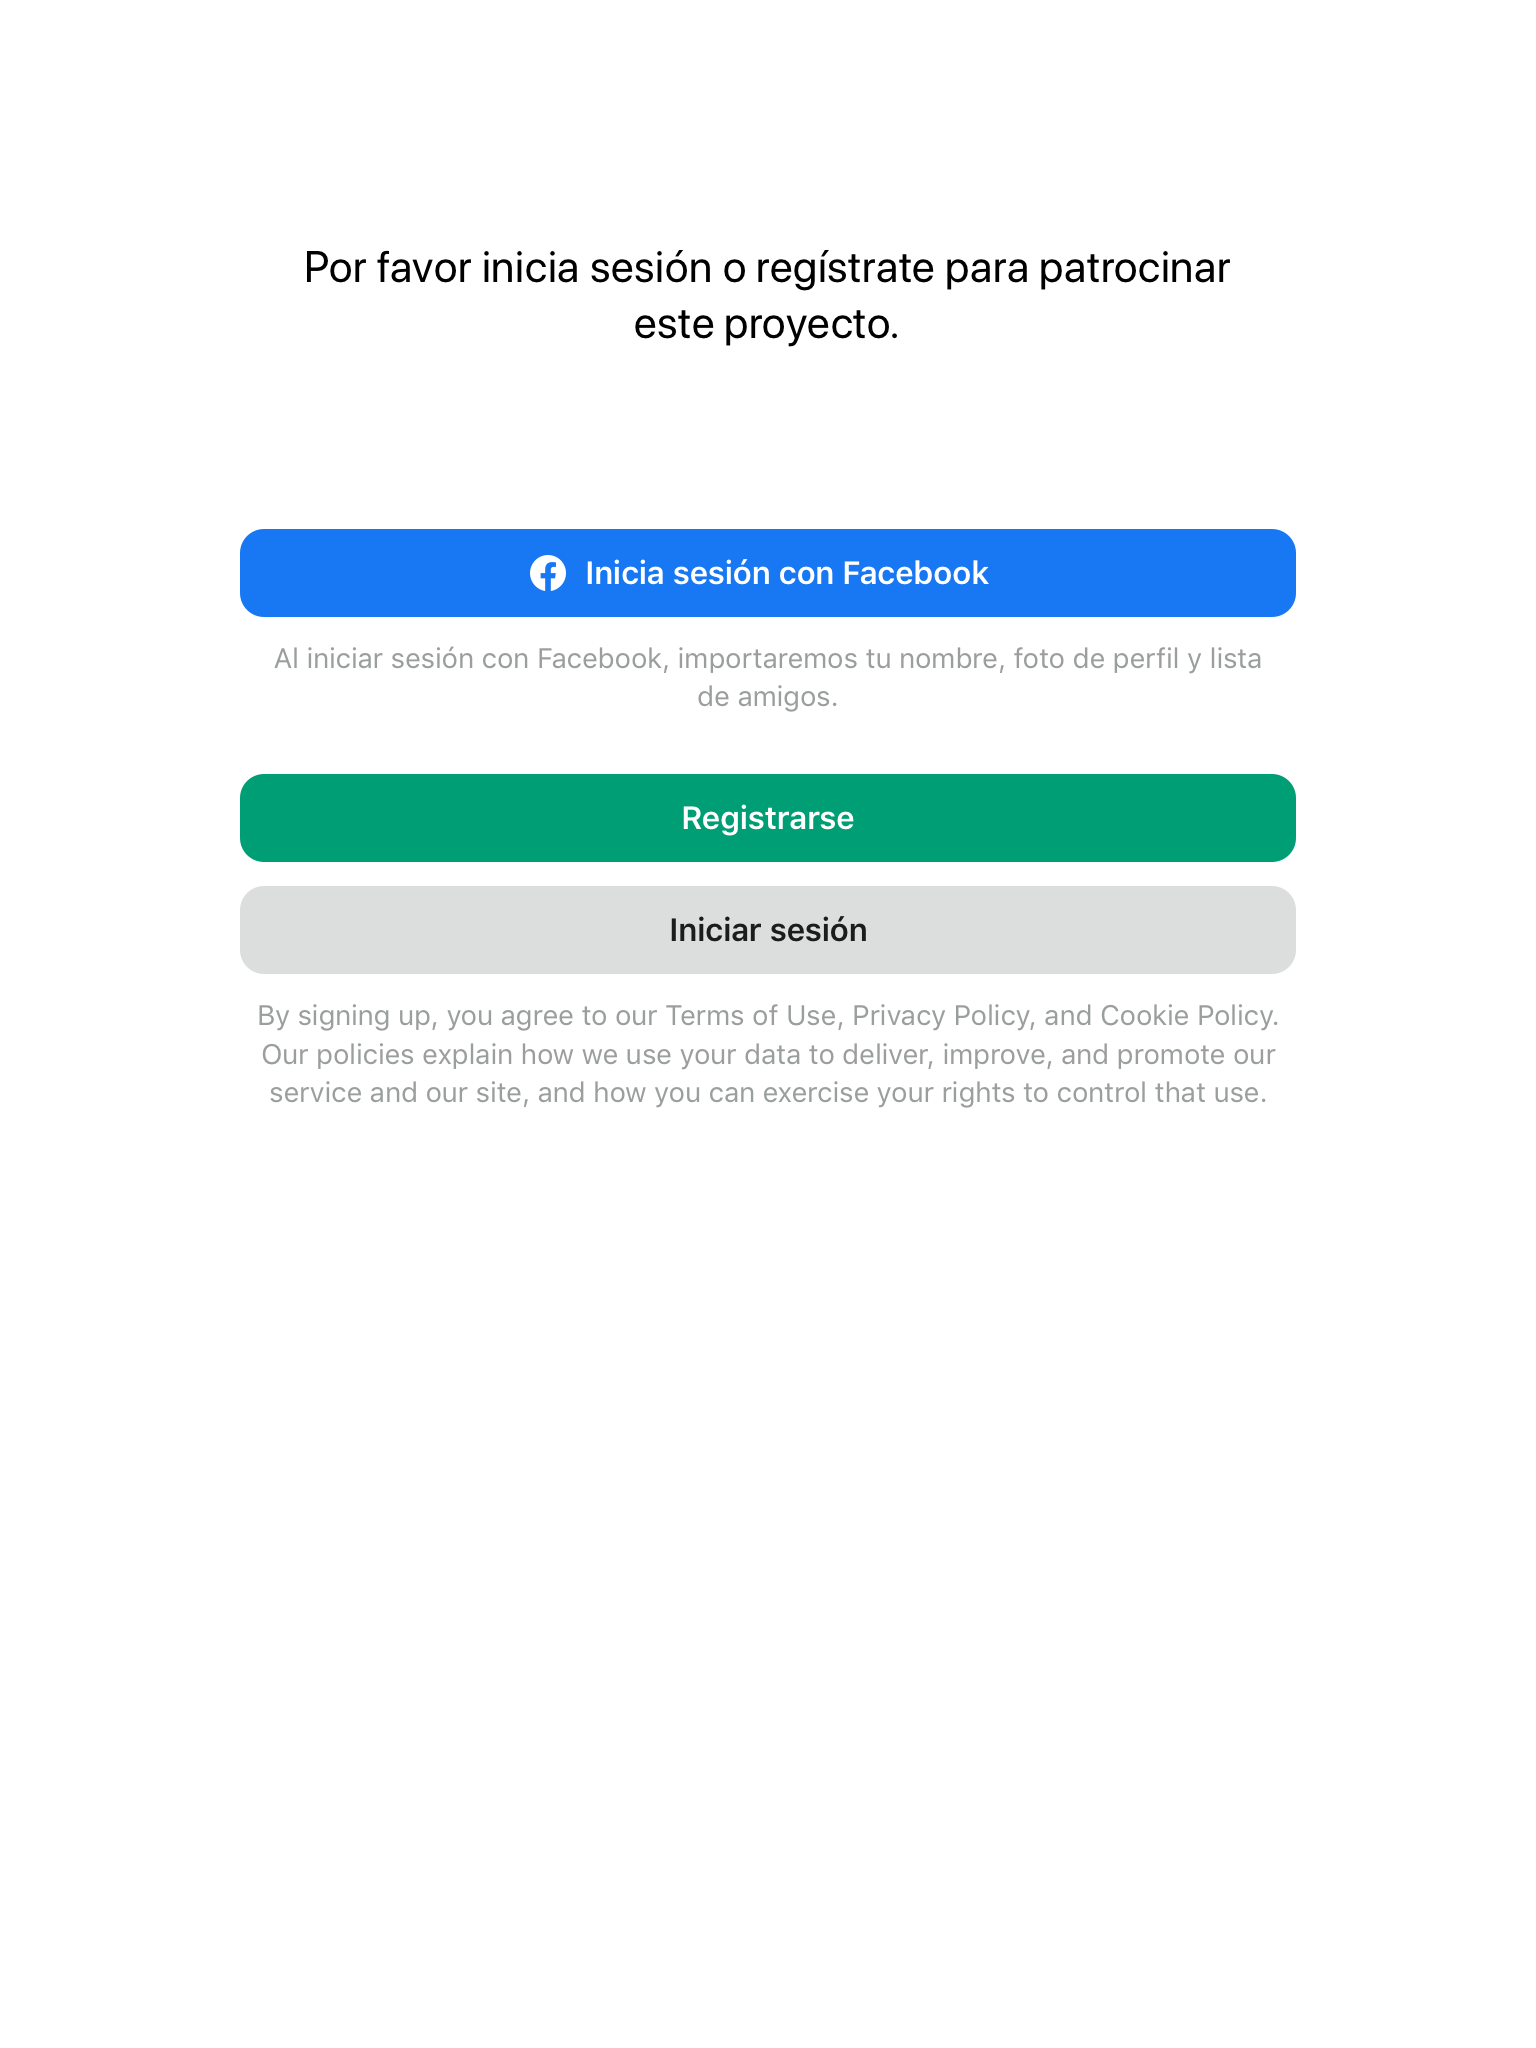 Por favor inicia sesión o regístrate para patrocinar
este proyecto.
Inicia sesión con Facebook
Al iniciar sesión con Facebook, importaremos tu nombre, foto de perfil y lista
de amigos.
Registrarse
Iniciar sesión
By signing up, you agree to our Terms of Use, Privacy Policy, and Cookie Policy.
Our policies explain how we use your data to deliver, improve, and promote our
service and our site, and how you can exercise your rights to control that use.